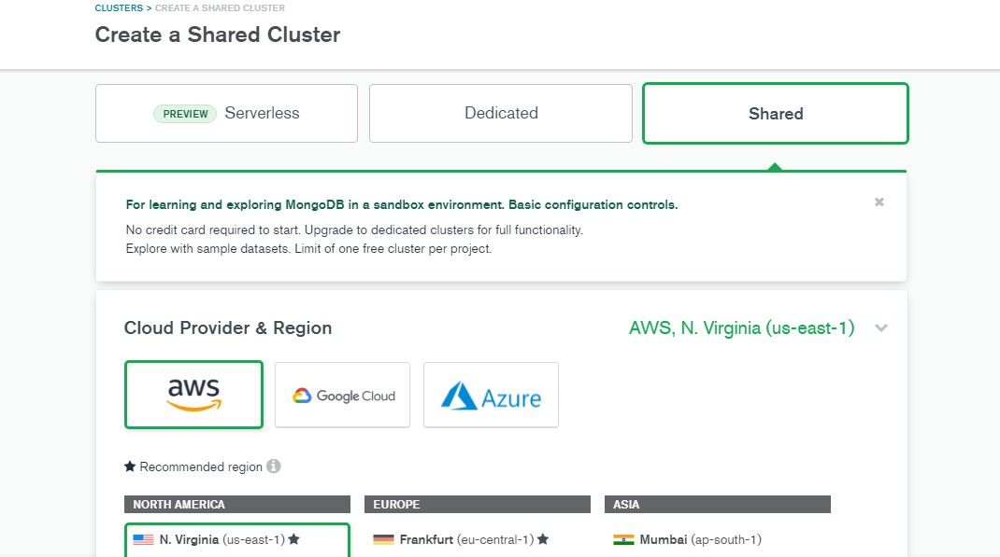 CLUSTERS > CREATE A SHARED CLUSTER
Create a Shared Cluster
PREVIEW Serverless
Dedicated
Shared
For learning and exploring MongoDB in a sandbox environment. Basic configuration controls.
No credit card required to start. Upgrade to dedicated clusters for full functionality.
Explore with sample datasets. Limit of one free cluster per project.
Cloud Provider & Region
AWS, N. Virginia (us-east-1)
aws
Google Cloud
Azure
Recommended region
NORTH AMERICA
EUROPE
ASIA
N. Virginia (us-east-1)
Frankfurt (eu-central-1)
Mumbai (ap-south-1)